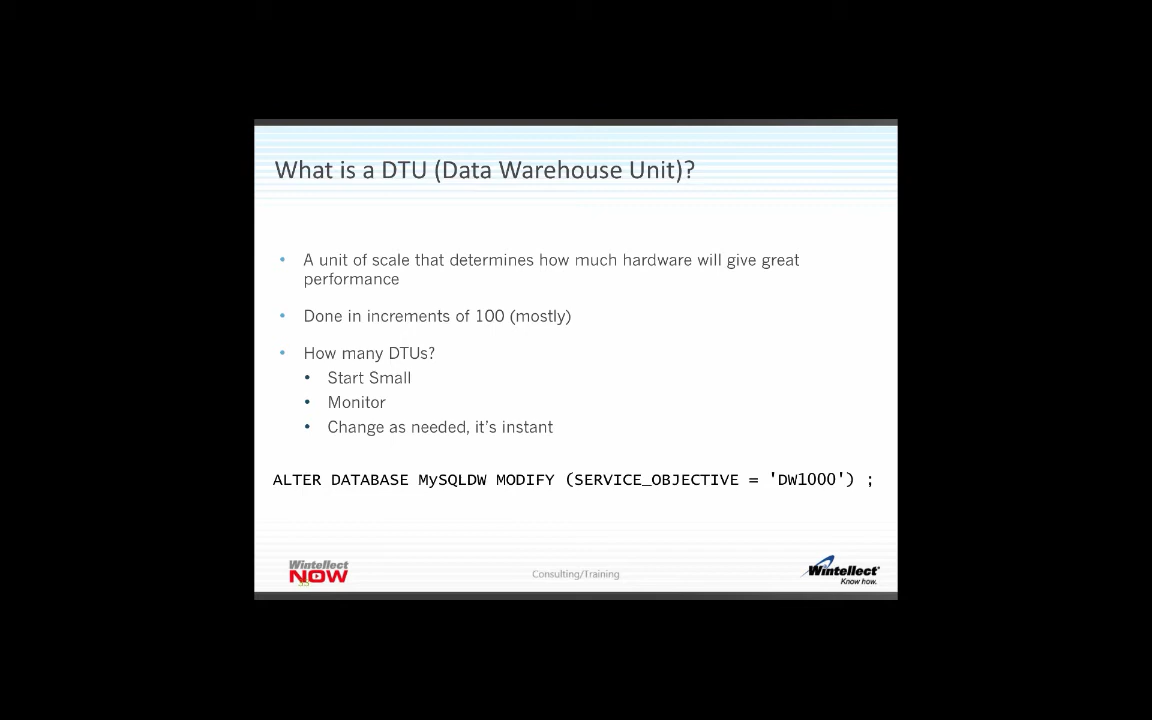 What is a DTU (Data Warehouse Unit)?
• A unit of scale that determines how much hardware will give great
performance
• Done in increments of 100 (mostly)
• How many DTUs?
• Start Small
• Monitor
• Change as needed, it's instant
ALTER DATABASE MySQLDW MODIFY (SERVICE_OBJECTIVE = 'DW1000') ;
Wintellect
NOW
Consulting/Training
Wintellect
Know how.